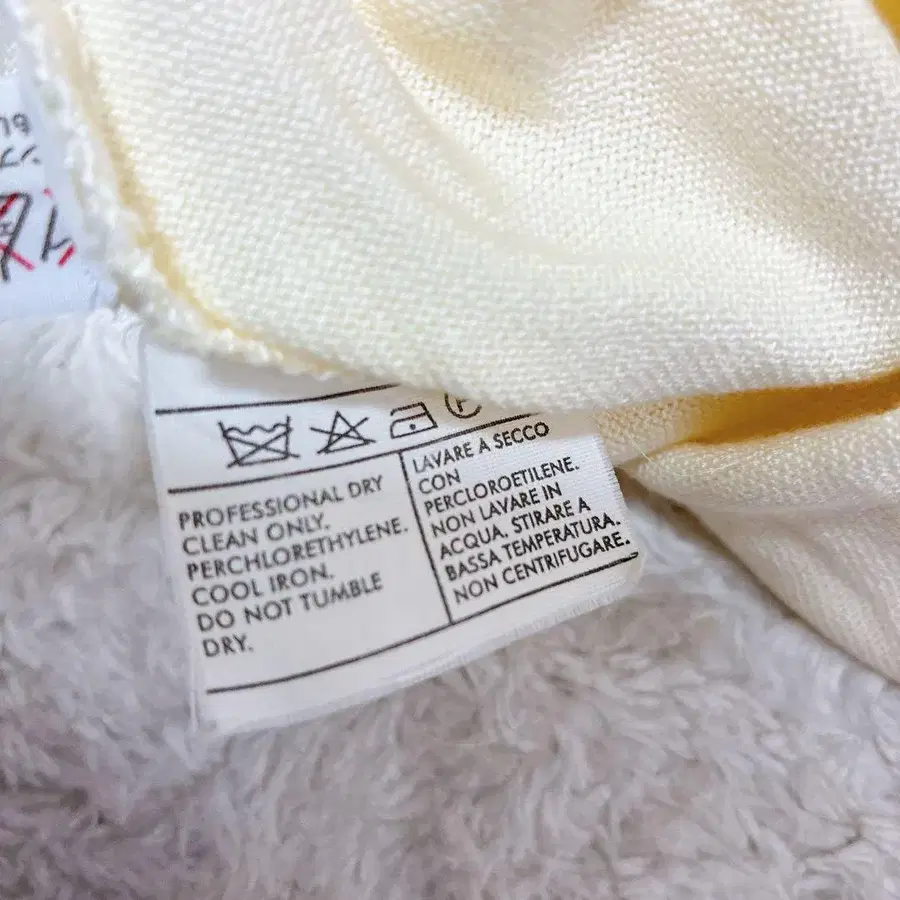 P
PROFESSIONAL DRY
CLEAN ONLY.
PERCHLORETHYLENE.
COOL IRON.
DO NOT TUMBLE
DRY.
LAVARE A SECCO
CON
PERCLOROETILENE.
NON LAVARE IN
ACQUA. STIRARE A
BASSA TEMPERATURA.
NON CENTRIFUGARE.